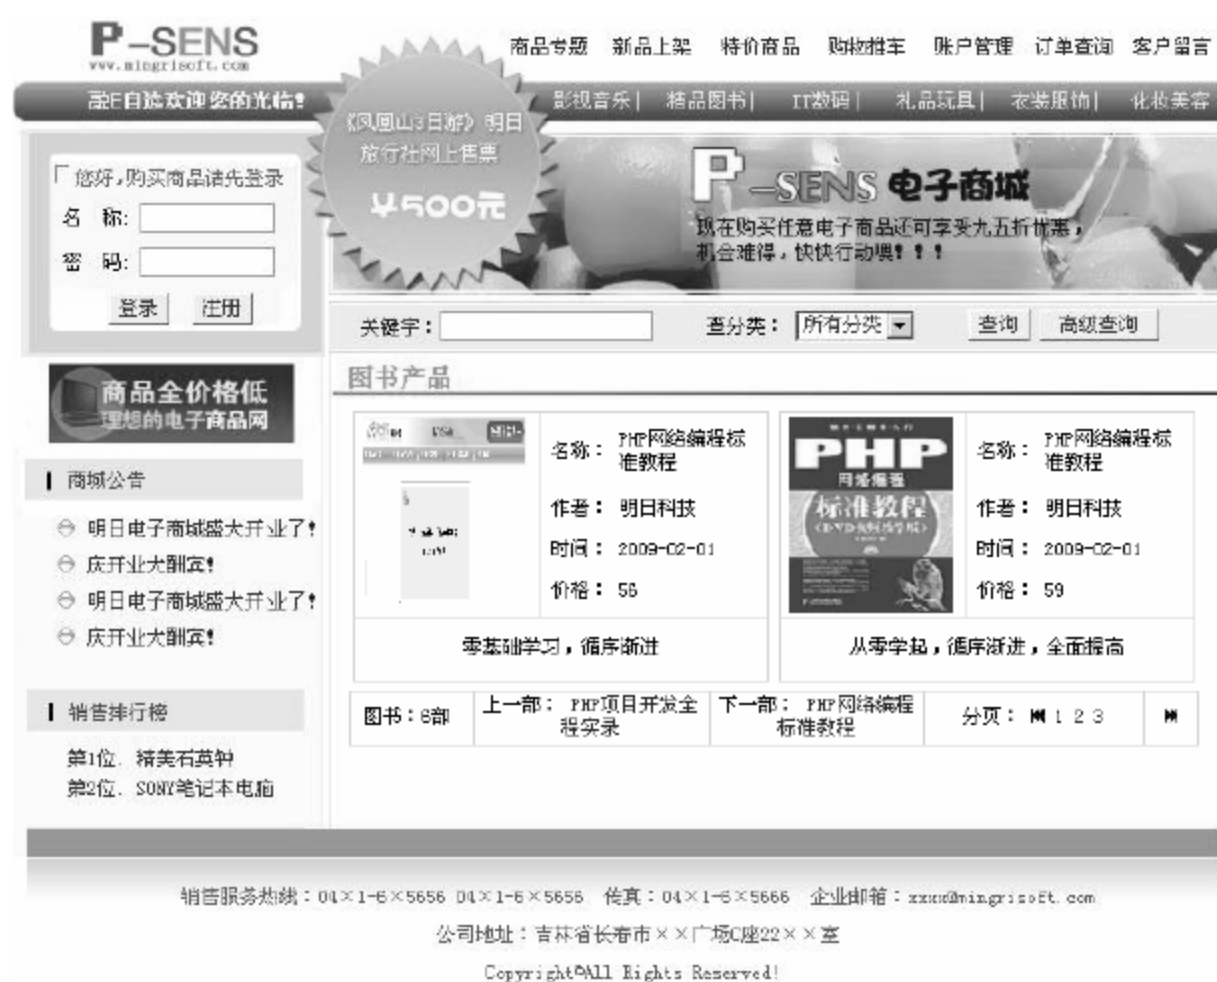 P-SENS
www.mingrisoft.com
商品专题 新品上架 特价商品 购物推车 账户管理 订单查询 客户留言
融E自选欢迎您的光临!
影视音乐| 精品图书| IT数码| 礼品玩具| 衣装服饰| 化妆美容
《凤凰山3日游》明日
旅行社网上售票
¥500元
P-SENS 电子商城
现在购买任意电子商品还可享受九五折优惠,
机会难得,快快行动噢!!!
您好,购买商品请先登录
名 称:
密 码:
登录 注册
关键字: 查分类: 所有分类 查询 高级查询
商品全价格低
理想的电子商品网
图书产品
名称: PHP网络编程标
准教程
作者: 明日科技
时间: 2009-02-01
价格: 56
零基础学习,循序渐进
PHP
网络编程
标准教程
名称: PHP网络编程标
准教程
作者: 明日科技
时间: 2009-02-01
价格: 59
从零学起,循序渐进,全面提高
商城公告
明日电子商城盛大开业了!
庆开业大酬宾!
明日电子商城盛大开业了!
庆开业大酬宾!
图书:6部
上一部: PHP项目开发全
程实录
下一部: PHP网络编程
标准教程
分页: 1 2 3
销售排行榜
第1位. 精美石英钟
第2位. SONY笔记本电脑
销售服务热线:04×1-6×5656 04×1-6×5656 传真:04×1-6×5666 企业邮箱:xxxx@mingrisoft.com
公司地址:吉林省长春市××广场C座22××室
Copyright©All Rights Reserved!